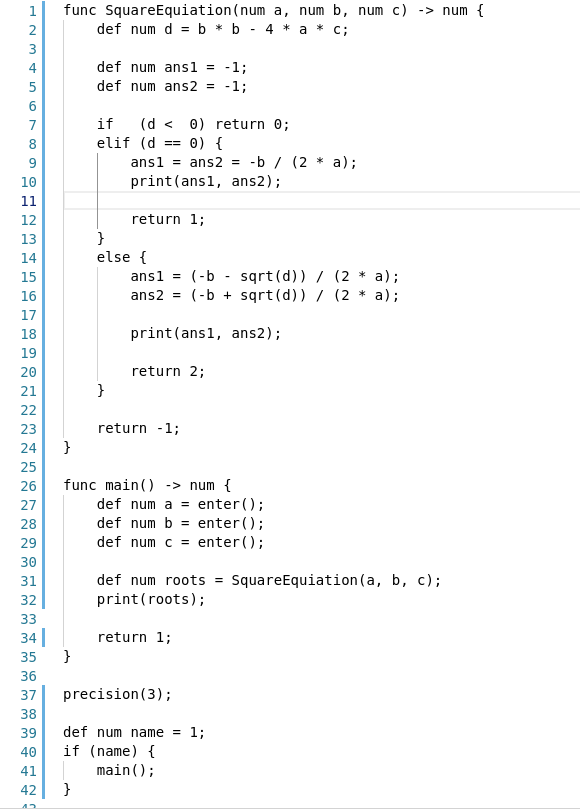 1 func SquareEquiation(num a, num b, num c) -> num {
2     def num d = b * b - 4 * a * c;
3
4     def num ans1 = -1;
5     def num ans2 = -1;
6
7     if   (d <  0) return 0;
8     elif (d == 0) {
9         ans1 = ans2 = -b / (2 * a);
10         print(ans1, ans2);
11
12         return 1;
13     }
14     else {
15         ans1 = (-b - sqrt(d)) / (2 * a);
16         ans2 = (-b + sqrt(d)) / (2 * a);
17
18         print(ans1, ans2);
19
20         return 2;
21     }
22
23     return -1;
24 }
25
26 func main() -> num {
27     def num a = enter();
28     def num b = enter();
29     def num c = enter();
30
31     def num roots = SquareEquiation(a, b, c);
32     print(roots);
33
34     return 1;
35 }
36
37 precision(3);
38
39 def num name = 1;
40 if (name) {
41     main();
42 }